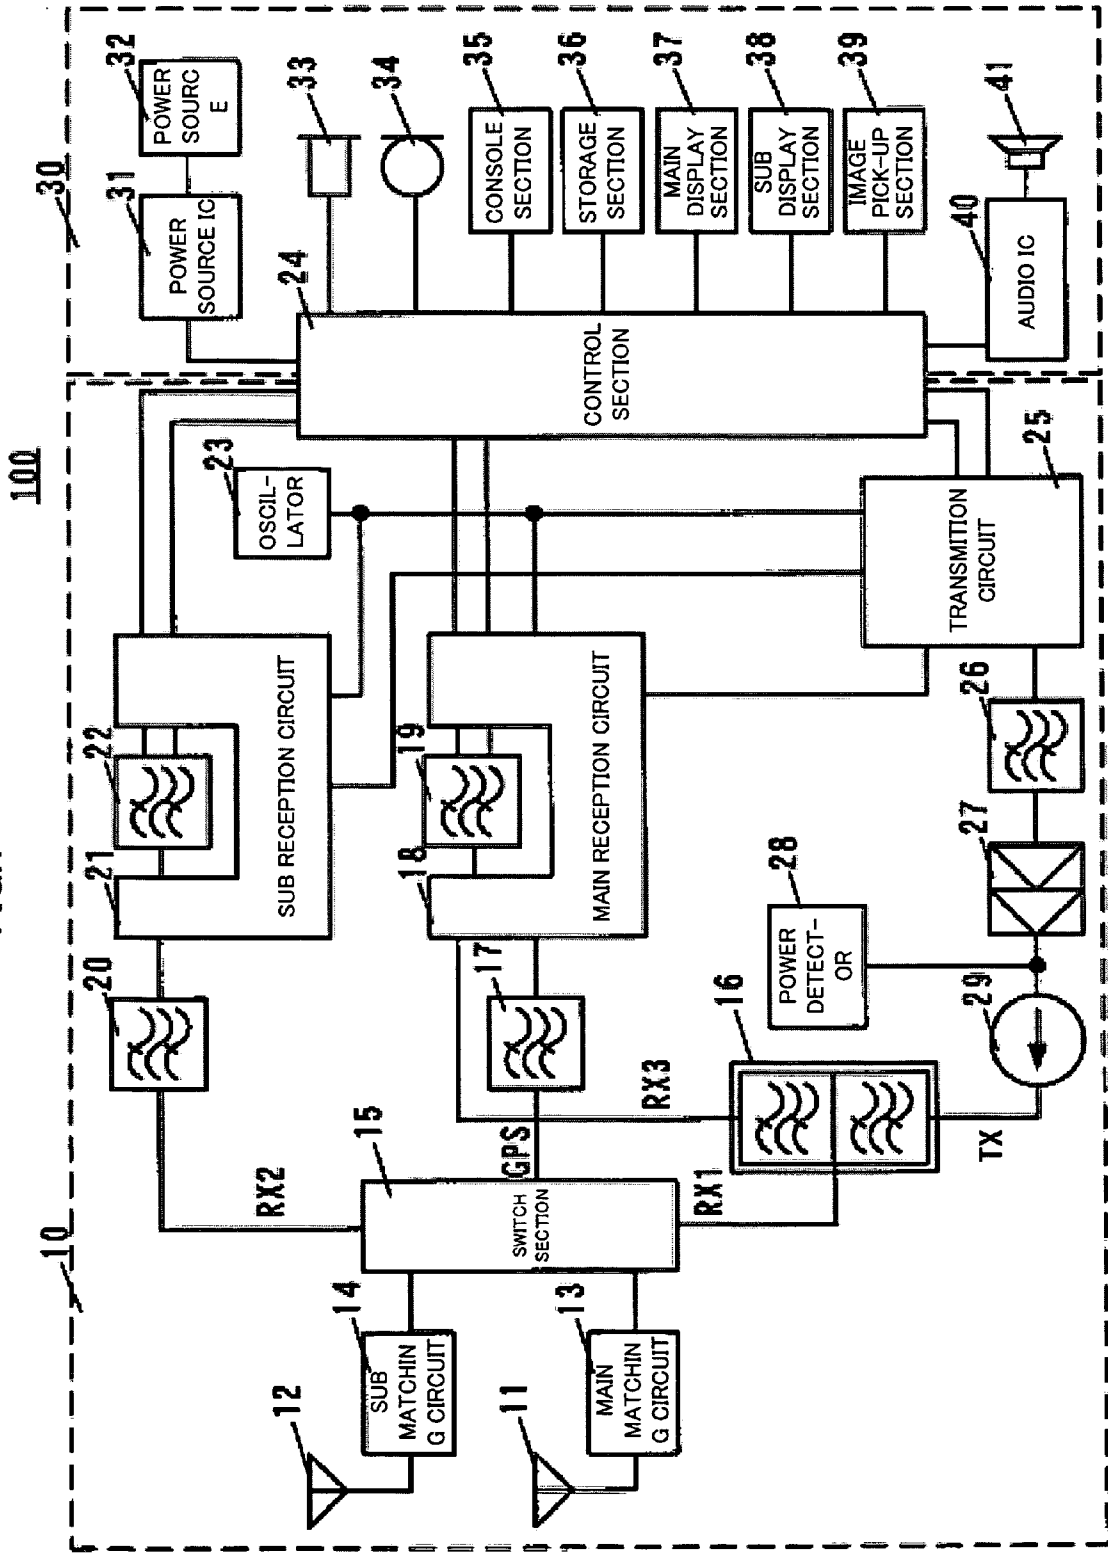 100
10
30
12
14
SUB
MATCHIN
G CIRCUIT
11
13
MAIN
MATCHIN
G CIRCUIT
15
SWITCH
SECTION
RX2
GPS
RX1
RX3
TX
20
21
22
SUB RECEPTION CIRCUIT
17
18
19
MAIN RECEPTION CIRCUIT
16
28
POWER
DETECT-
OR
29
27
26
23
OSCIL-
LATOR
TRANSMITION
CIRCUIT
25
24
CONTROL
SECTION
31
POWER
SOURCE IC
32
POWER
SOURC
E
33
34
35
CONSOLE
SECTION
36
STORAGE
SECTION
37
MAIN
DISPLAY
SECTION
38
SUB
DISPLAY
SECTION
39
IMAGE
PICK-UP
SECTION
40
AUDIO IC
41